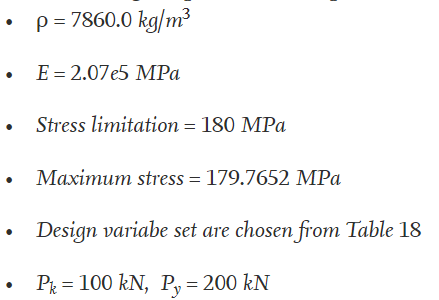 • ρ = 7860.0 kg/m³
• E = 2.07e5 MPa
• Stress limitation = 180 MPa
• Maximum stress = 179.7652 MPa
• Design variabe set are chosen from Table 18
• Pk = 100 kN, Py = 200 kN